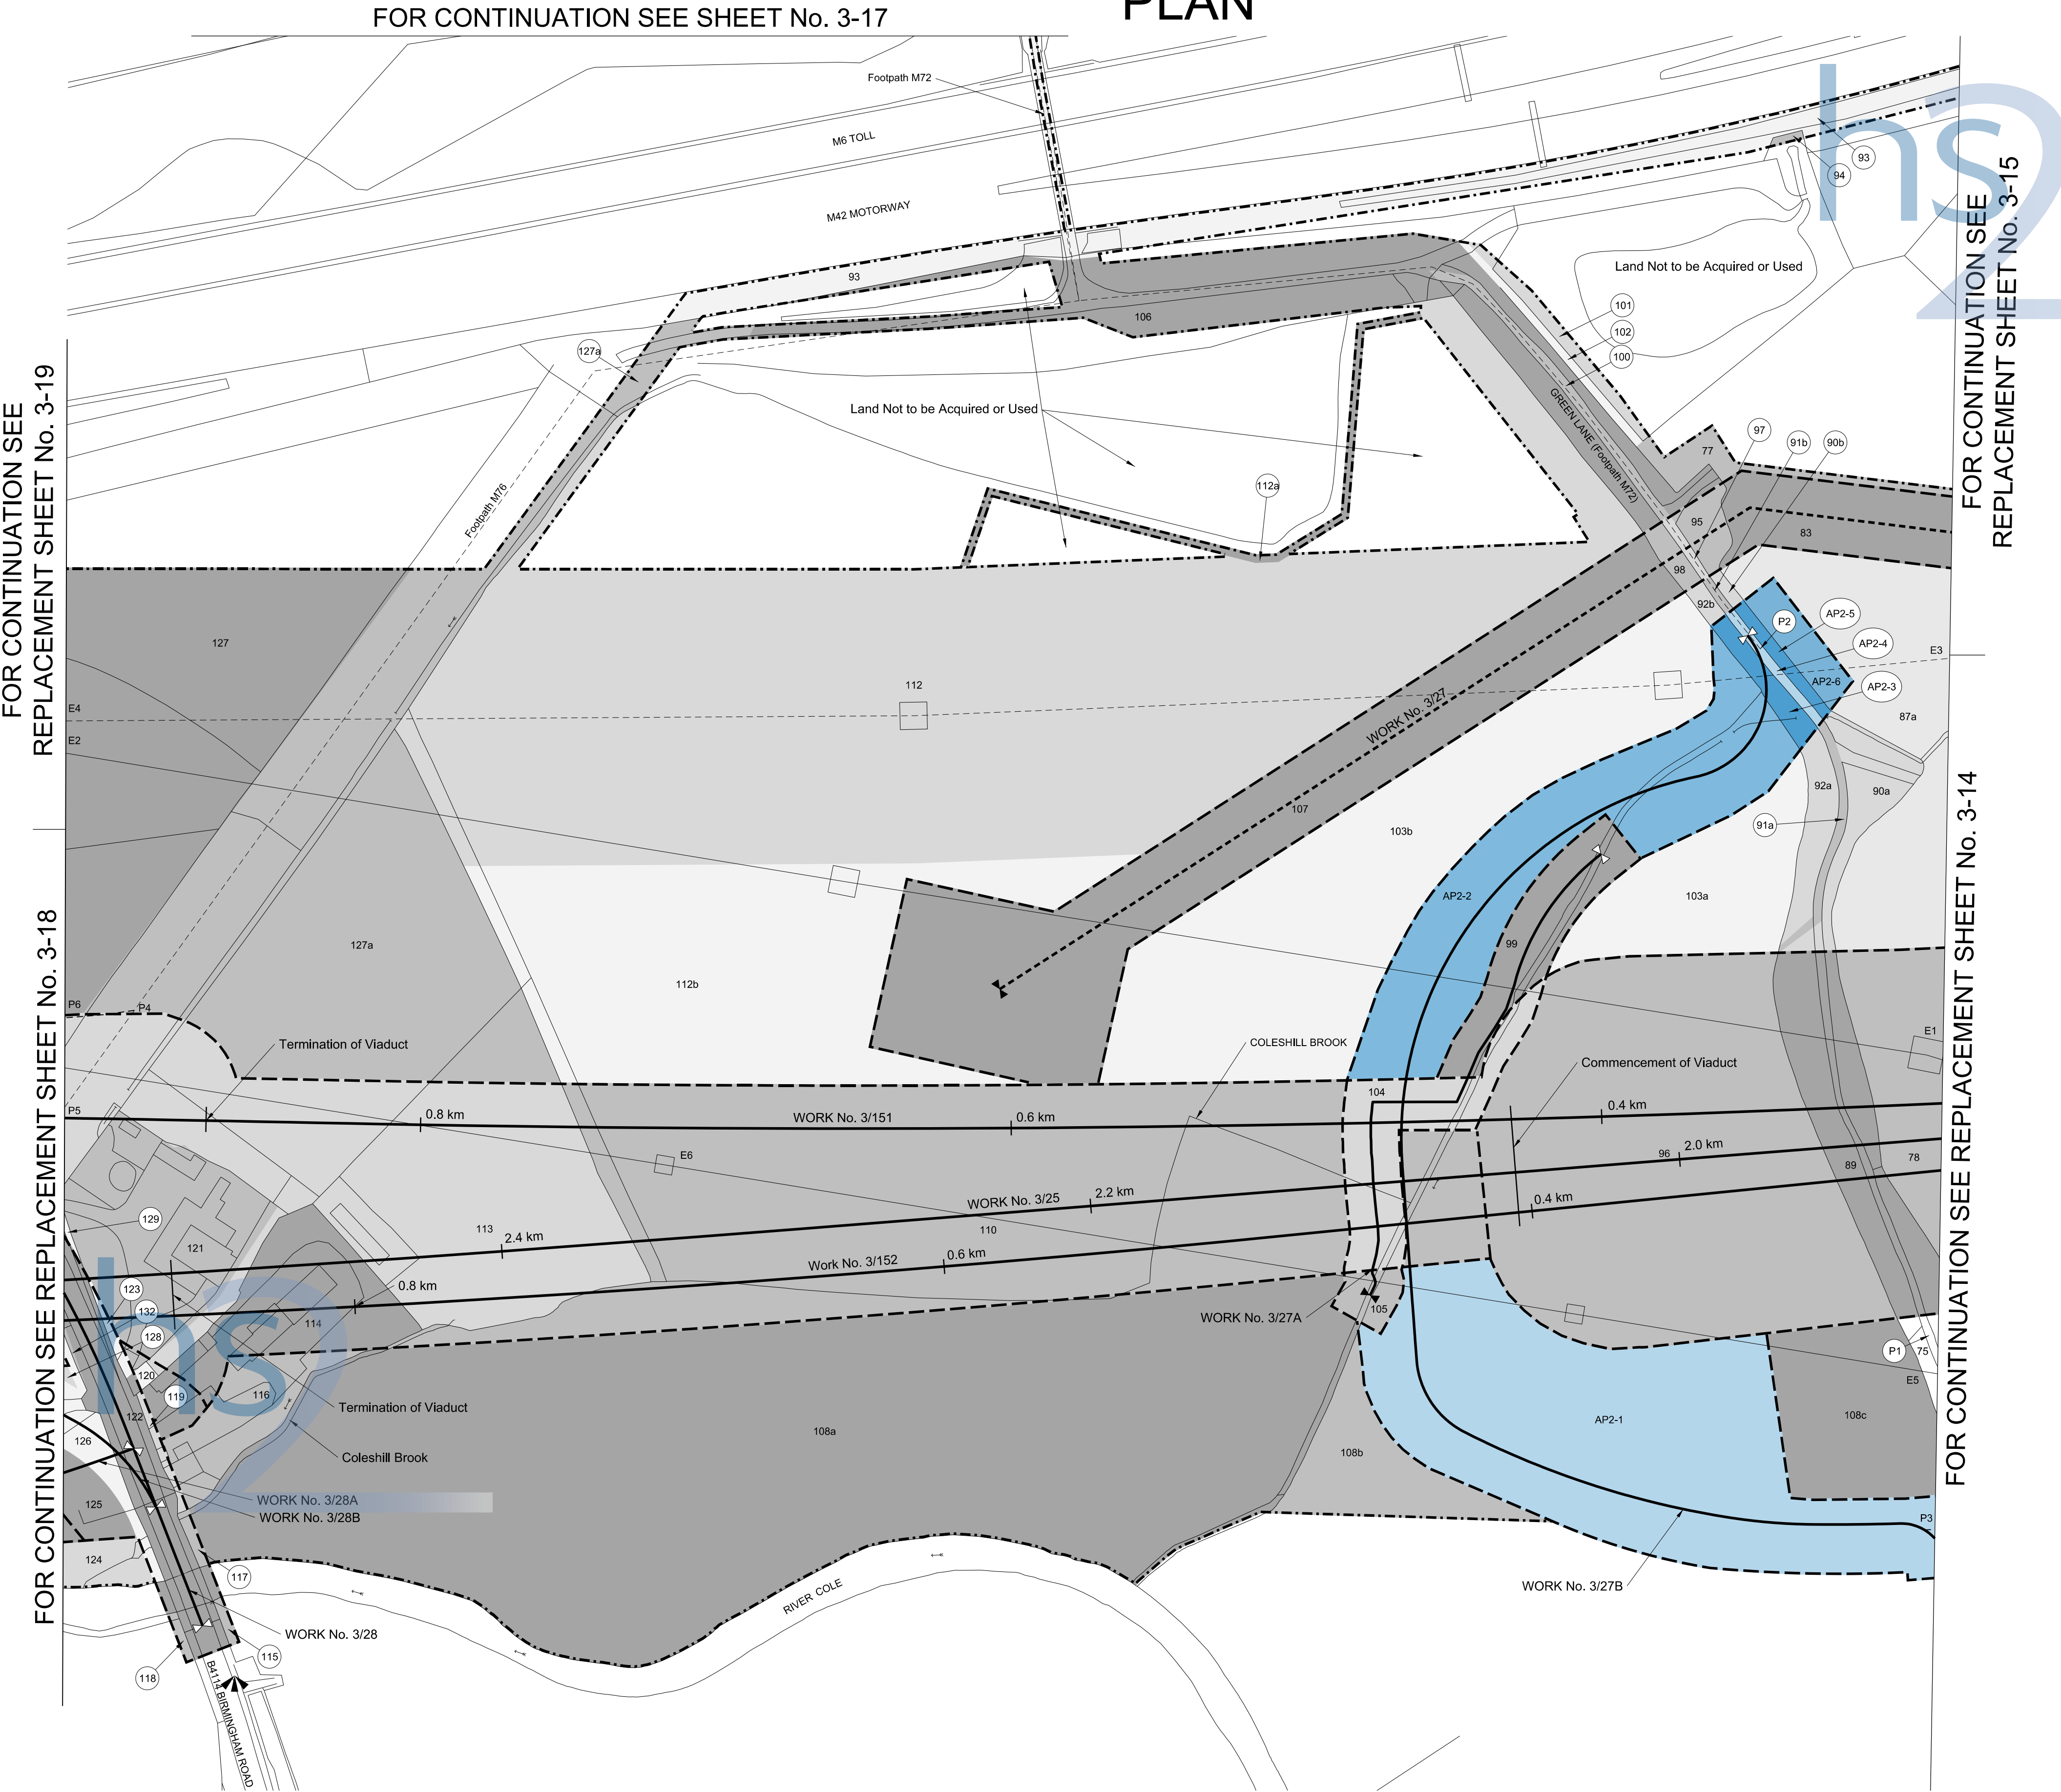 PLAN
FOR CONTINUATION SEE SHEET No. 3-17
Footpath M72
M6 TOLL
M42 MOTORWAY
hs2
93
94
FOR CONTINUATION SEE
REPLACEMENT SHEET No. 3-15
93
Land Not to be Acquired or Used
106
101
102
100
127a
FOR CONTINUATION SEE
REPLACEMENT SHEET No. 3-19
Land Not to be Acquired or Used
GREEN LANE (Footpath M72)
97
91b
90b
77
112a
Footpath M76
95
83
98
92b
127
P2
AP2-5
AP2-4
E3
112
AP2-6
AP2-3
E4
WORK No. 3/27
87a
E2
92a
90a
107
103b
91a
AP2-2
103a
127a
99
112b
FOR CONTINUATION SEE REPLACEMENT SHEET No. 3-18
FOR CONTINUATION SEE REPLACEMENT SHEET No. 3-14
P6
P4
Termination of Viaduct
COLESHILL BROOK
E1
Commencement of Viaduct
104
P5
0.8 km
WORK No. 3/151
0.6 km
0.4 km
E6
96
2.0 km
89
78
WORK No. 3/25
2.2 km
0.4 km
129
113
2.4 km
110
121
Work No. 3/152
0.6 km
123
0.8 km
132
105
114
WORK No. 3/27A
128
P1
75
120
E5
119
116
hs2
Termination of Viaduct
122
AP2-1
108c
108a
126
Coleshill Brook
108b
WORK No. 3/28A
125
WORK No. 3/28B
P3
124
117
WORK No. 3/27B
RIVER COLE
WORK No. 3/28
115
118
B4114 BIRMINGHAM ROAD